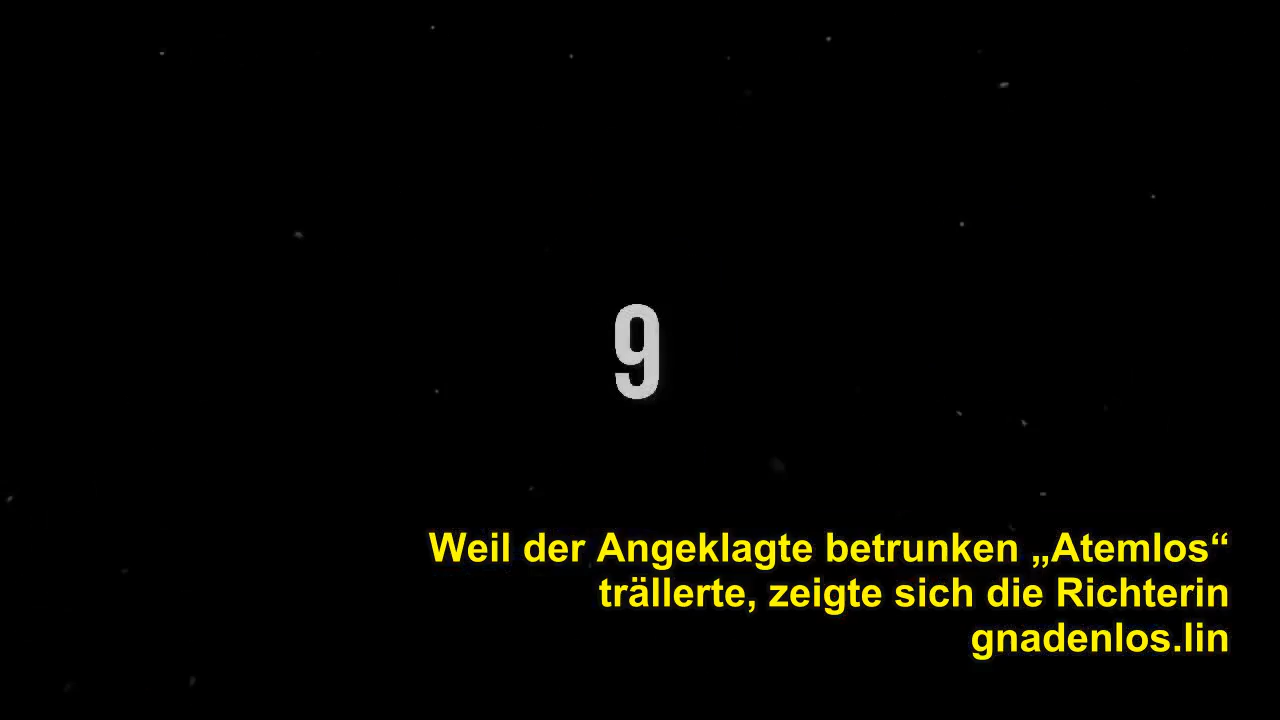 9
Weil der Angeklagte betrunken „Atemlos“
trällerte, zeigte sich die Richterin
gnadenlos.lin